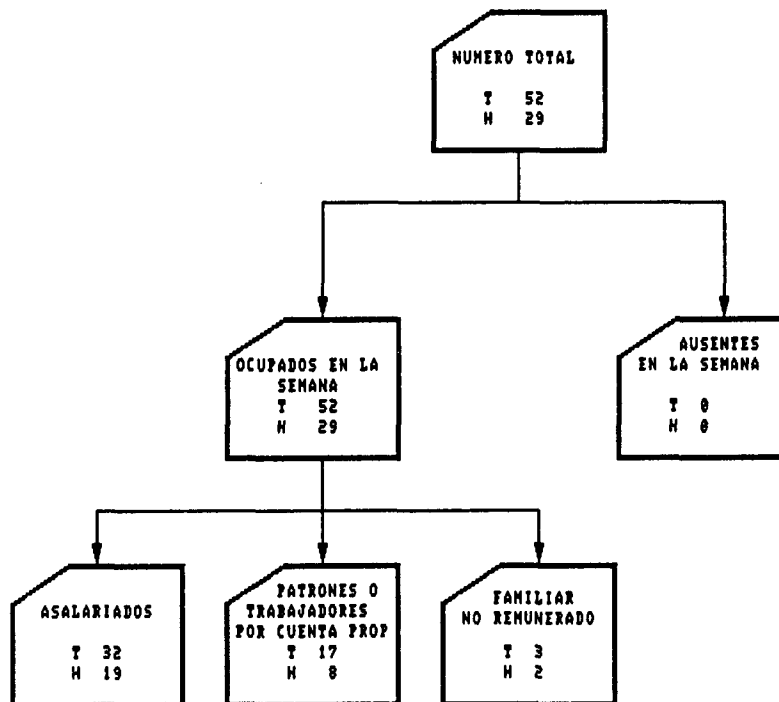 NUMERO TOTAL
T 52
H 29
OCUPADOS EN LA
SEMANA
T 52
H 29
AUSENTES
EN LA SEMANA
T 0
H 0
ASALARIADOS
T 32
H 19
PATRONES O
TRABAJADORES
POR CUENTA PROP
T 17
H 8
FAMILIAR
NO REMUNERADO
T 3
H 2